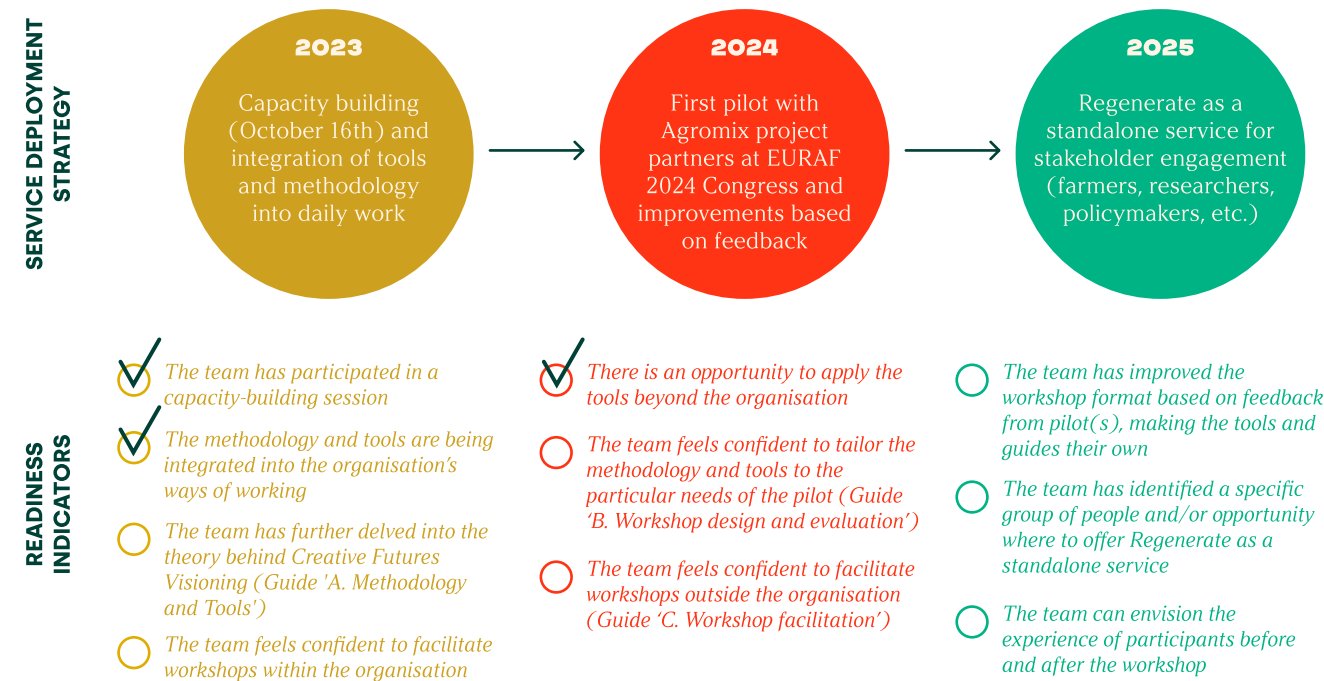 SERVICE DEPLOYMENT
STRATEGY
2023
Capacity building
(October 16th) and
integration of tools
and methodology
into daily work
2024
First pilot with
Agromix project
partners at EURAF
2024 Congress and
improvements based
on feedback
2025
Regenerate as a
standalone service for
stakeholder engagement
(farmers, researchers,
policymakers, etc.)
READINESS
INDICATORS
The team has participated in a
capacity-building session
The methodology and tools are being
integrated into the organisation’s
ways of working
The team has further delved into the
theory behind Creative Futures
Visioning (Guide 'A. Methodology
and Tools')
The team feels confident to facilitate
workshops within the organisation
There is an opportunity to apply the
tools beyond the organisation
The team feels confident to tailor the
methodology and tools to the
particular needs of the pilot (Guide
‘B. Workshop design and evaluation’)
The team feels confident to facilitate
workshops outside the organisation
(Guide ‘C. Workshop facilitation’)
The team has improved the
workshop format based on feedback
from pilot(s), making the tools and
guides their own
The team has identified a specific
group of people and/or opportunity
where to offer Regenerate as a
standalone service
The team can envision the
experience of participants before
and after the workshop